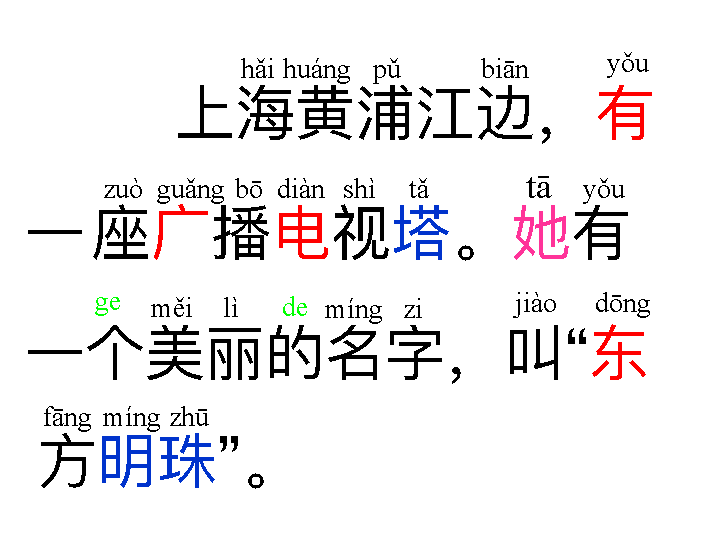 hǎi huáng pǔ biān yǒu
上海黄浦江边，有
zuò guǎng bō diàn shì tǎ tā yǒu
一座广播电视塔。她有
ge měi lì de míng zi jiào dōng
一个美丽的名字，叫“东
fāng míng zhū
方明珠”。